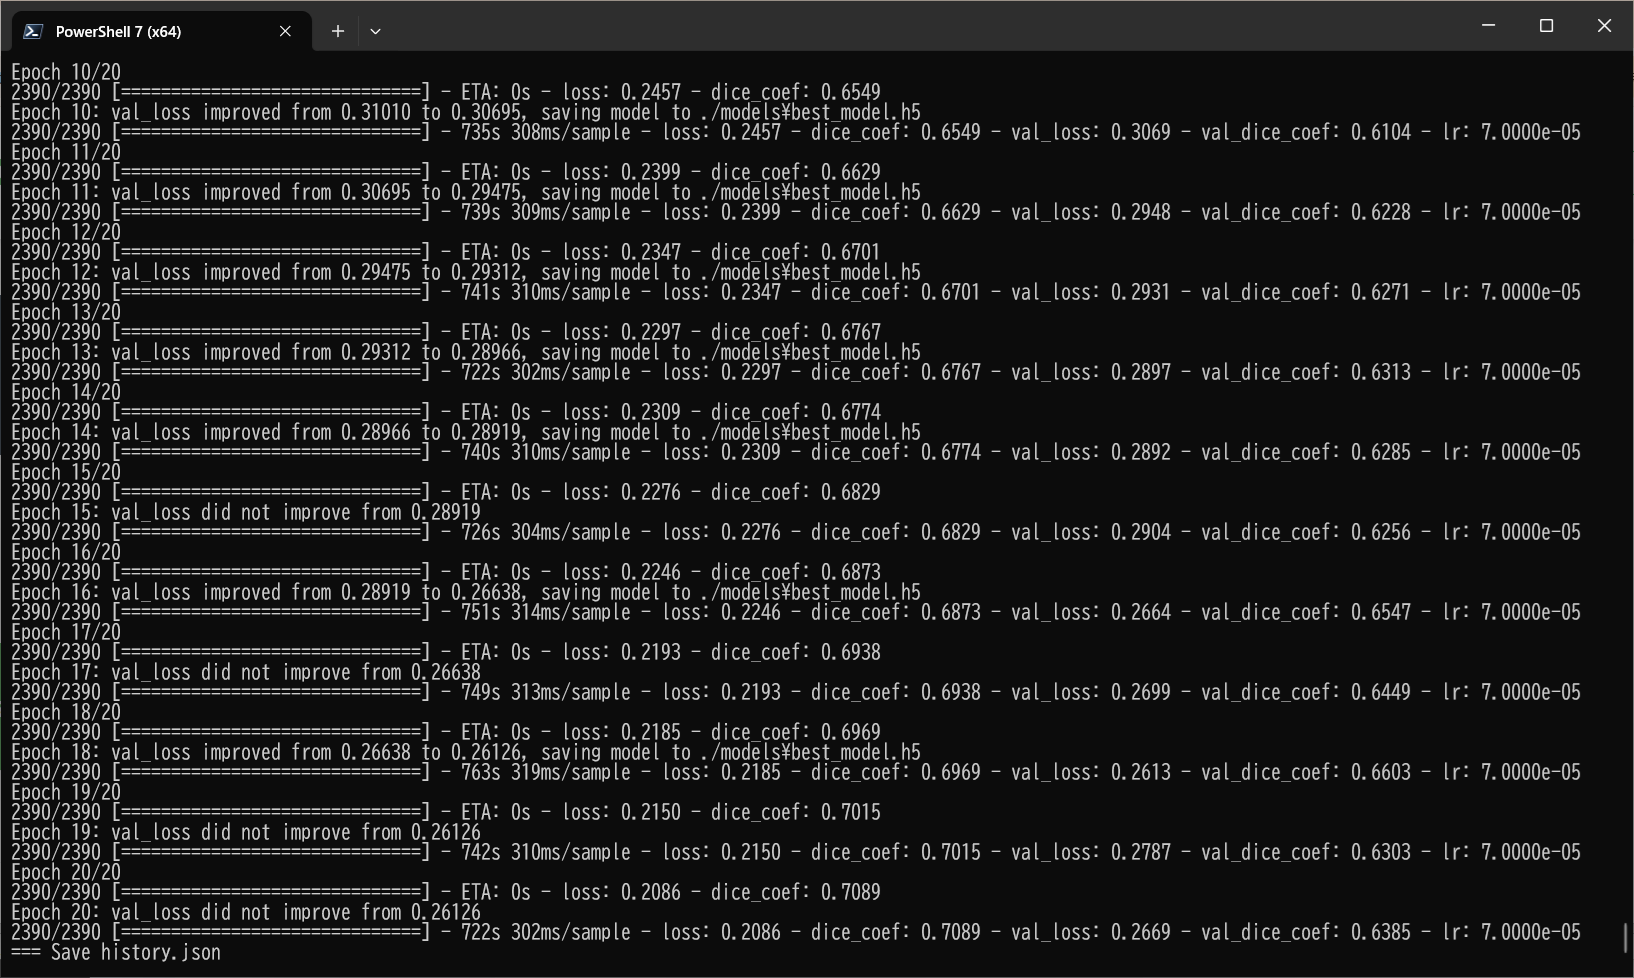 PowerShell 7 (x64)
Epoch 10/20
2390/2390 [==============================] - ETA: 0s - loss: 0.2457 - dice_coef: 0.6549
Epoch 10: val_loss improved from 0.31010 to 0.30695, saving model to ./models¥best_model.h5
2390/2390 [==============================] - 735s 308ms/sample - loss: 0.2457 - dice_coef: 0.6549 - val_loss: 0.3069 - val_dice_coef: 0.6104 - lr: 7.0000e-05
Epoch 11/20
2390/2390 [==============================] - ETA: 0s - loss: 0.2399 - dice_coef: 0.6629
Epoch 11: val_loss improved from 0.30695 to 0.29475, saving model to ./models¥best_model.h5
2390/2390 [==============================] - 739s 309ms/sample - loss: 0.2399 - dice_coef: 0.6629 - val_loss: 0.2948 - val_dice_coef: 0.6228 - lr: 7.0000e-05
Epoch 12/20
2390/2390 [==============================] - ETA: 0s - loss: 0.2347 - dice_coef: 0.6701
Epoch 12: val_loss improved from 0.29475 to 0.29312, saving model to ./models¥best_model.h5
2390/2390 [==============================] - 741s 310ms/sample - loss: 0.2347 - dice_coef: 0.6701 - val_loss: 0.2931 - val_dice_coef: 0.6271 - lr: 7.0000e-05
Epoch 13/20
2390/2390 [==============================] - ETA: 0s - loss: 0.2297 - dice_coef: 0.6767
Epoch 13: val_loss improved from 0.29312 to 0.28966, saving model to ./models¥best_model.h5
2390/2390 [==============================] - 722s 302ms/sample - loss: 0.2297 - dice_coef: 0.6767 - val_loss: 0.2897 - val_dice_coef: 0.6313 - lr: 7.0000e-05
Epoch 14/20
2390/2390 [==============================] - ETA: 0s - loss: 0.2309 - dice_coef: 0.6774
Epoch 14: val_loss improved from 0.28966 to 0.28919, saving model to ./models¥best_model.h5
2390/2390 [==============================] - 740s 310ms/sample - loss: 0.2309 - dice_coef: 0.6774 - val_loss: 0.2892 - val_dice_coef: 0.6285 - lr: 7.0000e-05
Epoch 15/20
2390/2390 [==============================] - ETA: 0s - loss: 0.2276 - dice_coef: 0.6829
Epoch 15: val_loss did not improve from 0.28919
2390/2390 [==============================] - 726s 304ms/sample - loss: 0.2276 - dice_coef: 0.6829 - val_loss: 0.2904 - val_dice_coef: 0.6256 - lr: 7.0000e-05
Epoch 16/20
2390/2390 [==============================] - ETA: 0s - loss: 0.2246 - dice_coef: 0.6873
Epoch 16: val_loss improved from 0.28919 to 0.26638, saving model to ./models¥best_model.h5
2390/2390 [==============================] - 751s 314ms/sample - loss: 0.2246 - dice_coef: 0.6873 - val_loss: 0.2664 - val_dice_coef: 0.6547 - lr: 7.0000e-05
Epoch 17/20
2390/2390 [==============================] - ETA: 0s - loss: 0.2193 - dice_coef: 0.6938
Epoch 17: val_loss did not improve from 0.26638
2390/2390 [==============================] - 749s 313ms/sample - loss: 0.2193 - dice_coef: 0.6938 - val_loss: 0.2699 - val_dice_coef: 0.6449 - lr: 7.0000e-05
Epoch 18/20
2390/2390 [==============================] - ETA: 0s - loss: 0.2185 - dice_coef: 0.6969
Epoch 18: val_loss improved from 0.26638 to 0.26126, saving model to ./models¥best_model.h5
2390/2390 [==============================] - 763s 319ms/sample - loss: 0.2185 - dice_coef: 0.6969 - val_loss: 0.2613 - val_dice_coef: 0.6603 - lr: 7.0000e-05
Epoch 19/20
2390/2390 [==============================] - ETA: 0s - loss: 0.2150 - dice_coef: 0.7015
Epoch 19: val_loss did not improve from 0.26126
2390/2390 [==============================] - 742s 310ms/sample - loss: 0.2150 - dice_coef: 0.7015 - val_loss: 0.2787 - val_dice_coef: 0.6303 - lr: 7.0000e-05
Epoch 20/20
2390/2390 [==============================] - ETA: 0s - loss: 0.2086 - dice_coef: 0.7089
Epoch 20: val_loss did not improve from 0.26126
2390/2390 [==============================] - 722s 302ms/sample - loss: 0.2086 - dice_coef: 0.7089 - val_loss: 0.2669 - val_dice_coef: 0.6385 - lr: 7.0000e-05
=== Save history.json